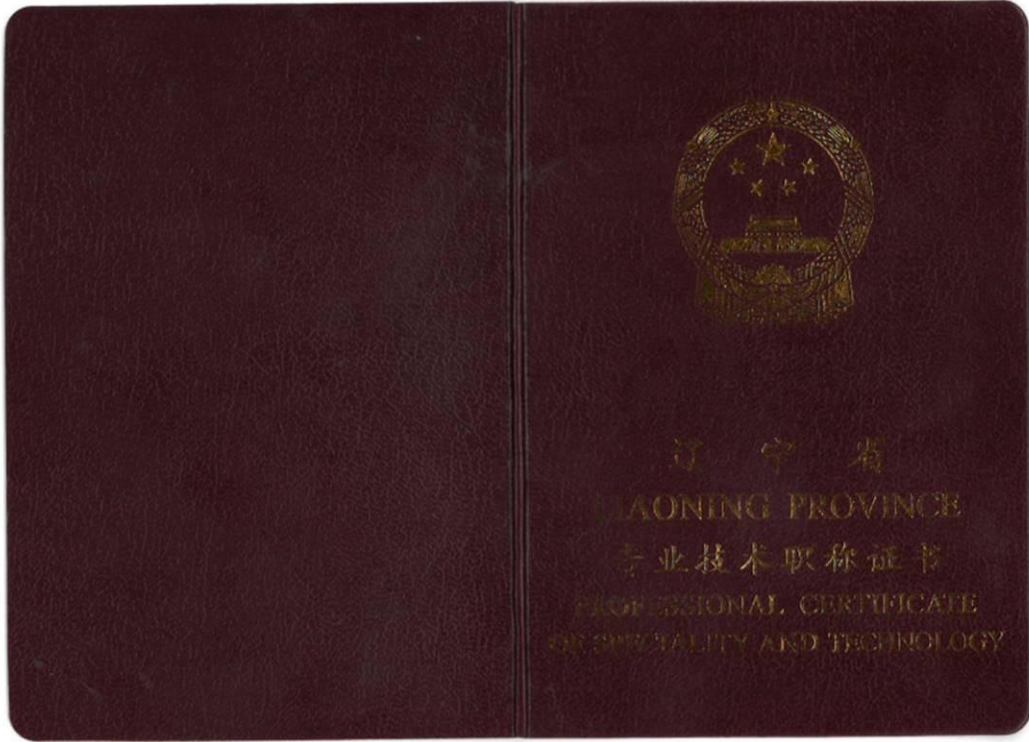 辽宁省
LIAONING PROVINCE
专业技术职称证书
PROFESSIONAL CERTIFICATE
OF SPECIALITY AND TECHNOLOGY